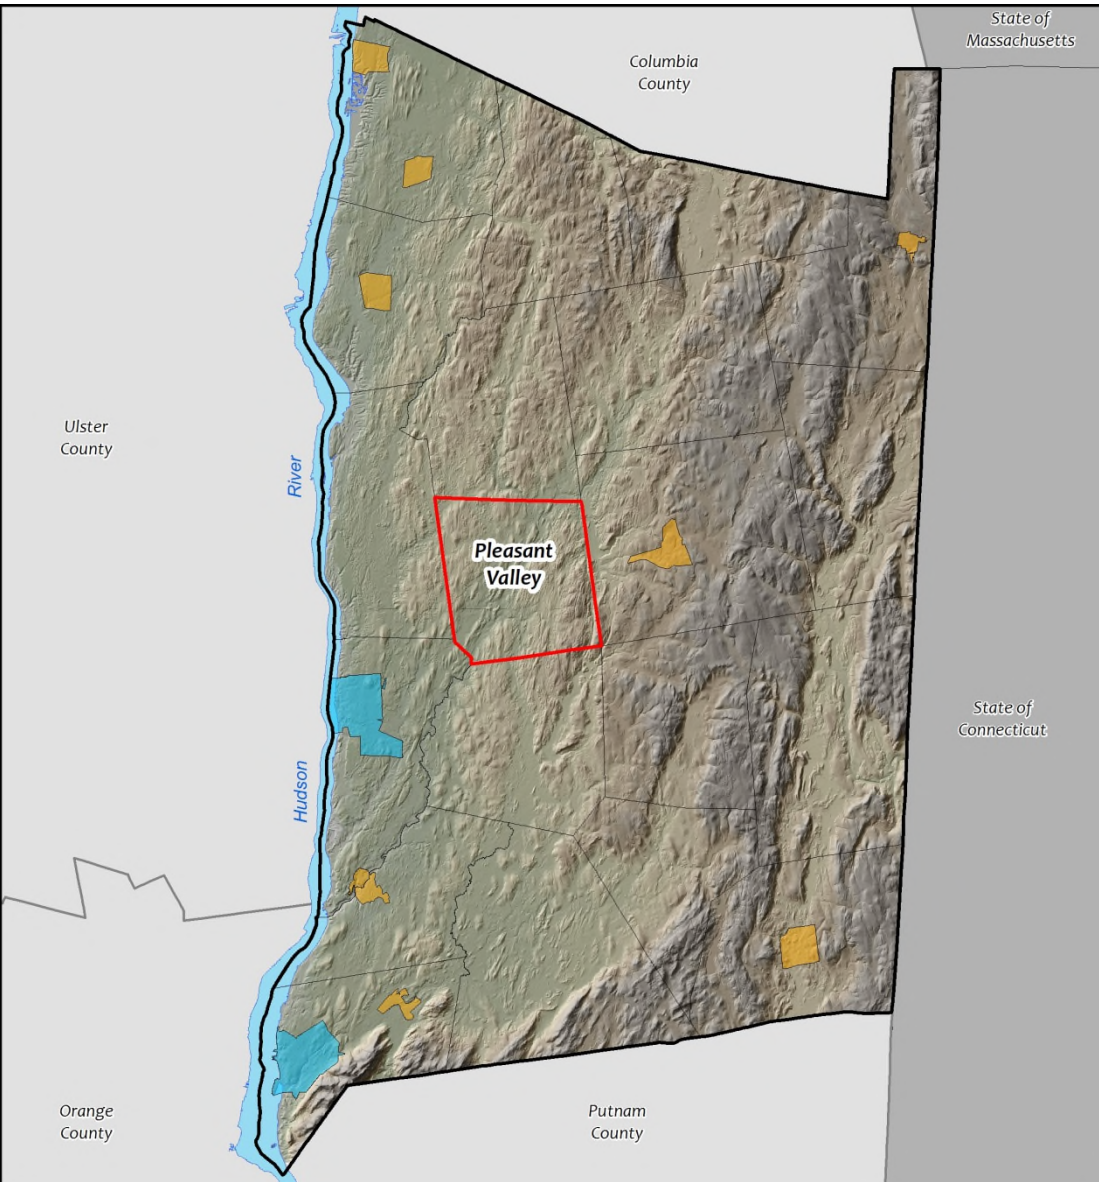 State of
Massachusetts
Columbia
County
Ulster
County
River
Pleasant
Valley
State of
Connecticut
Hudson
Orange
County
Putnam
County